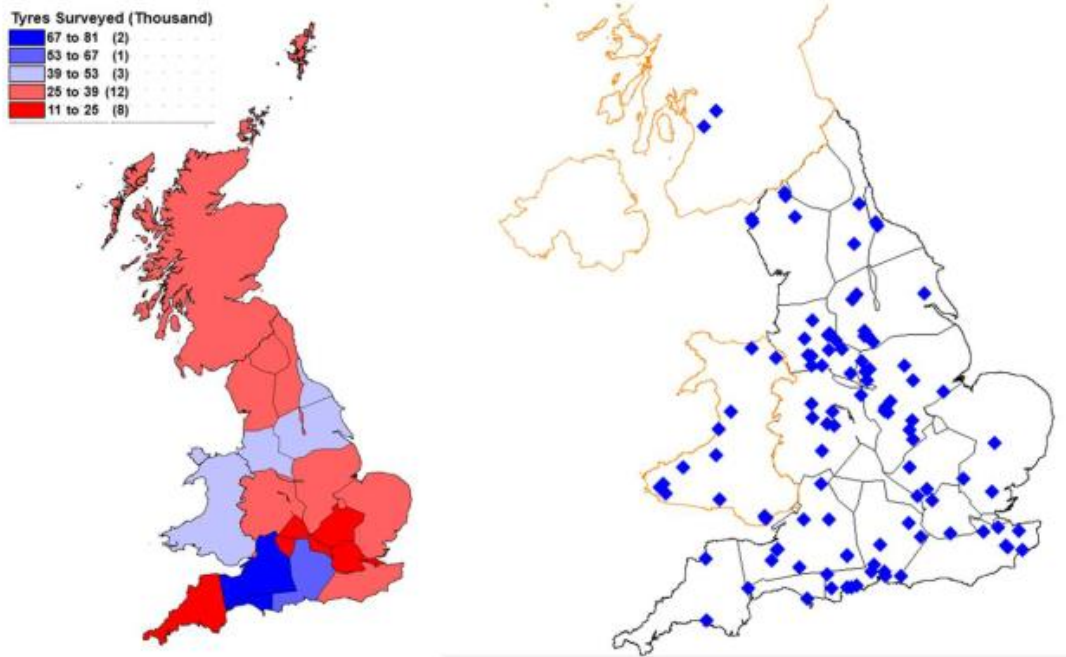 Tyres Surveyed (Thousand)
67 to 81 (2)
53 to 67 (1)
39 to 53 (3)
25 to 39 (12)
11 to 25 (8)